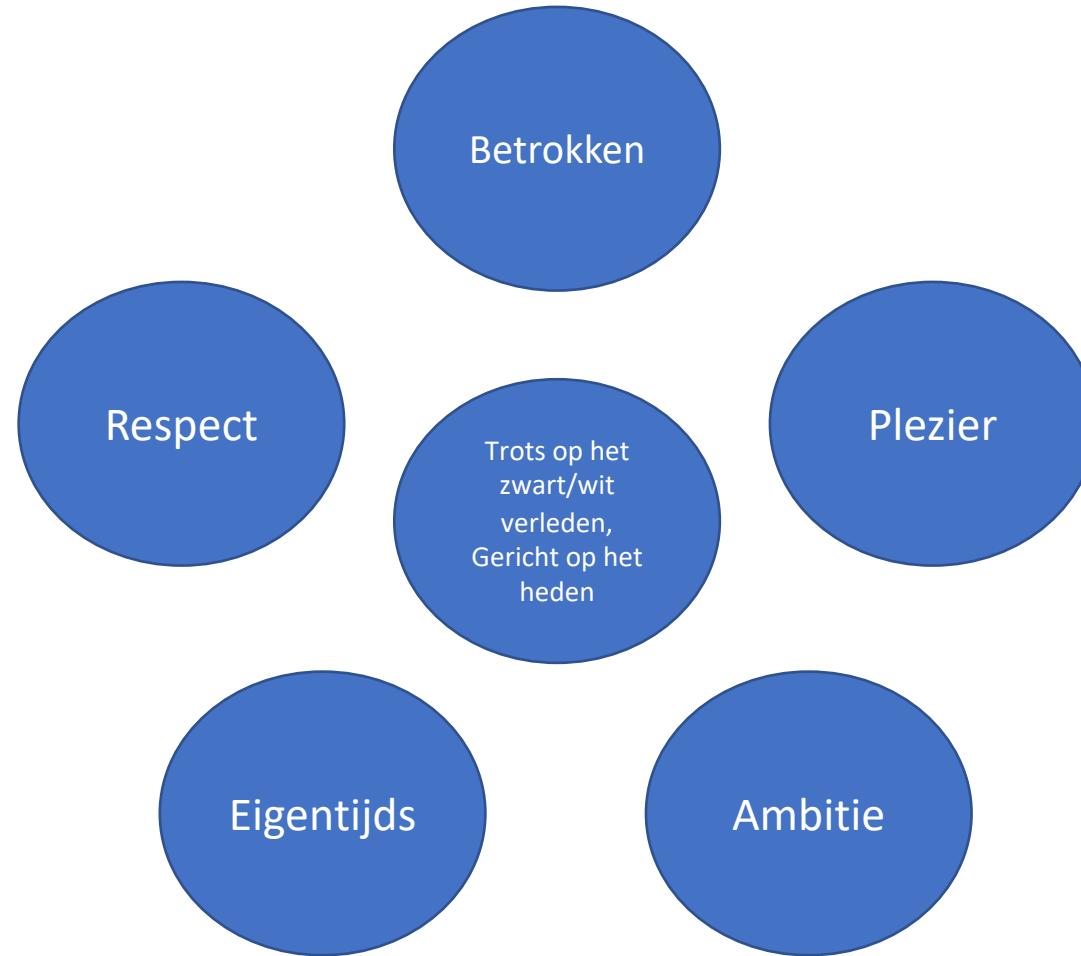 Betrokken
Respect
Plezier
Trots op het
zwart/wit
verleden,
Gericht op het
heden
Eigentijds
Ambitie